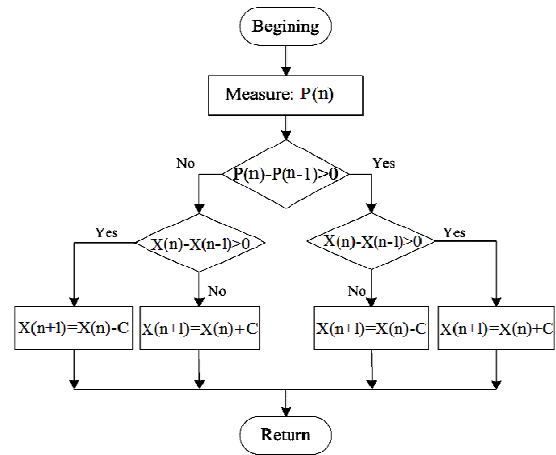 Begining
Measure: P(n)
P(n)-P(n-1)>0
No
Yes
X(n)-X(n-1)>0
X(n)-X(n-1)>0
Yes
No
No
Yes
X(n+1)=X(n)-C
X(n+1)=X(n)+C
X(n+1)=X(n)-C
X(n+1)=X(n)+C
Return